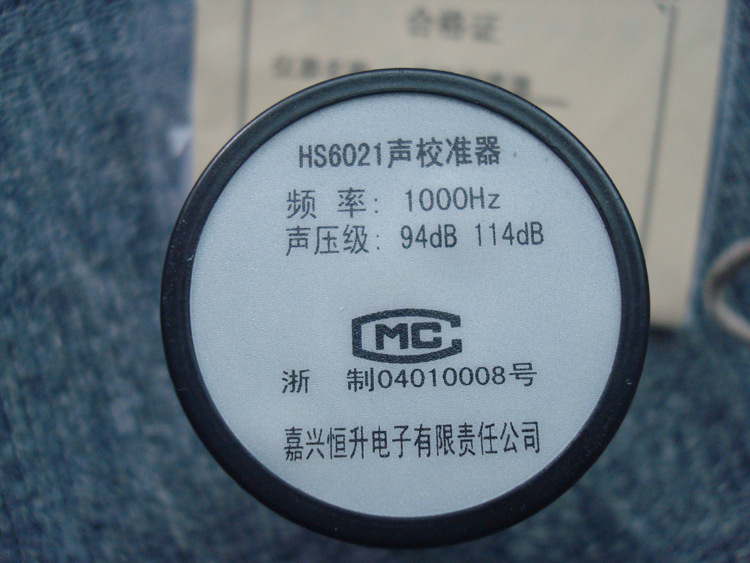 合格证
HS6021声校准器
频 率: 1000Hz
声压级: 94dB 114dB
MC
浙 制04010008号
嘉兴恒升电子有限责任公司